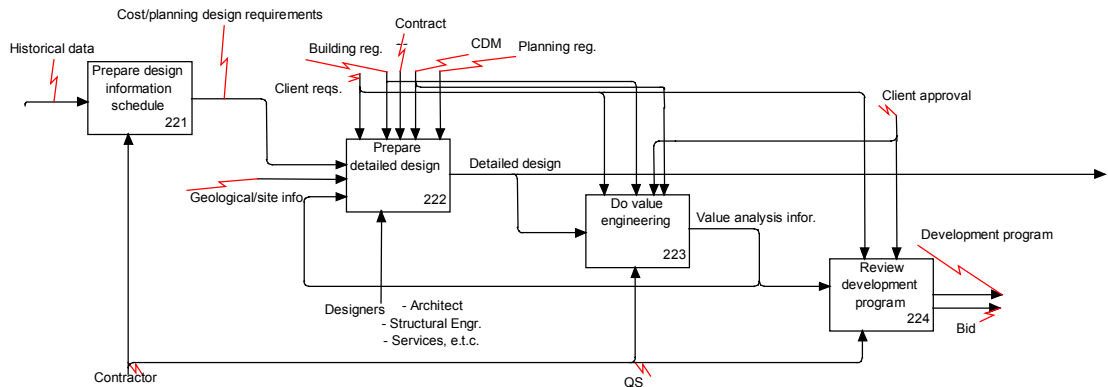 Cost/planning design requirements
Contract
Historical data
Building reg.
CDM
Planning reg.
Prepare design
information
schedule
221
Client reqs.
Client approval
Prepare
detailed design
222
Detailed design
Geological/site info.
Do value
engineering
223
Value analysis infor.
Development program
Review
development
program
224
Designers
- Architect
- Structural Engr.
- Services, e.t.c.
Bid
Contractor
QS